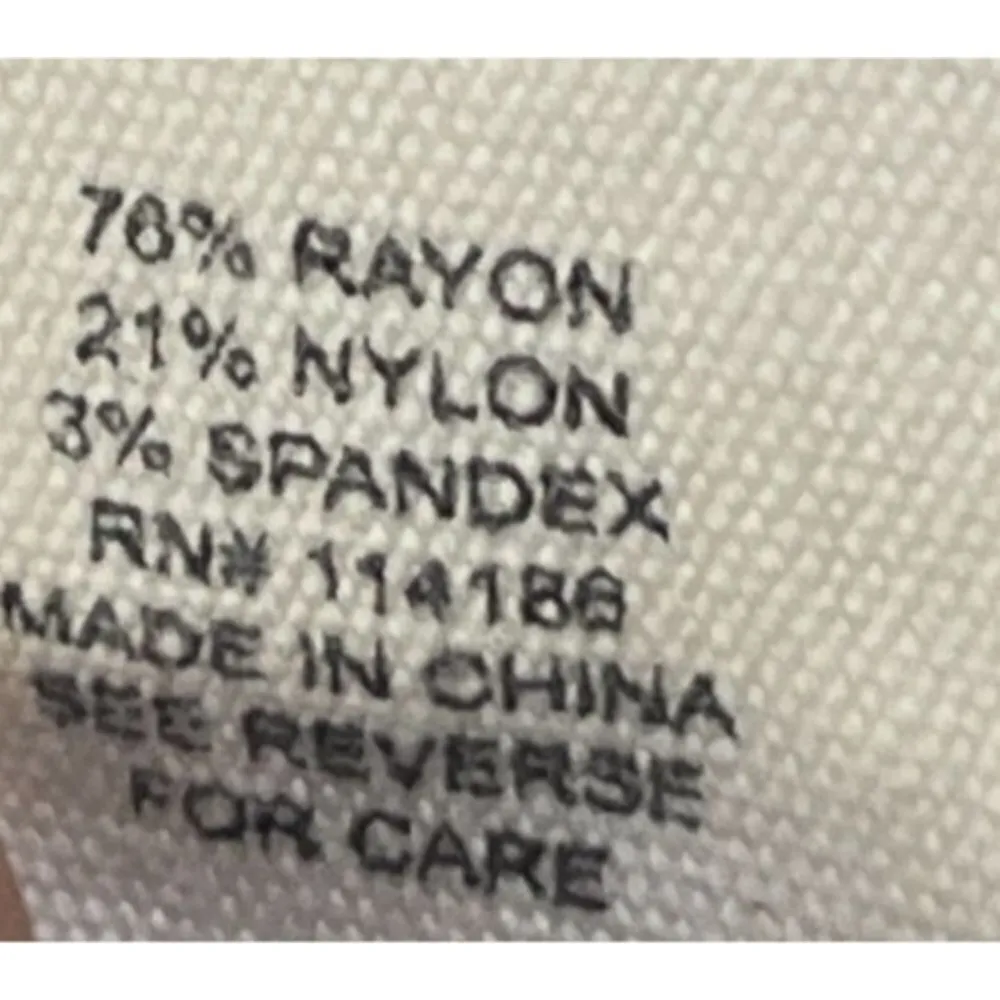 76% RAYON
21% NYLON
3% SPANDEX
RN# 114186
MADE IN CHINA
SEE REVERSE
FOR CARE